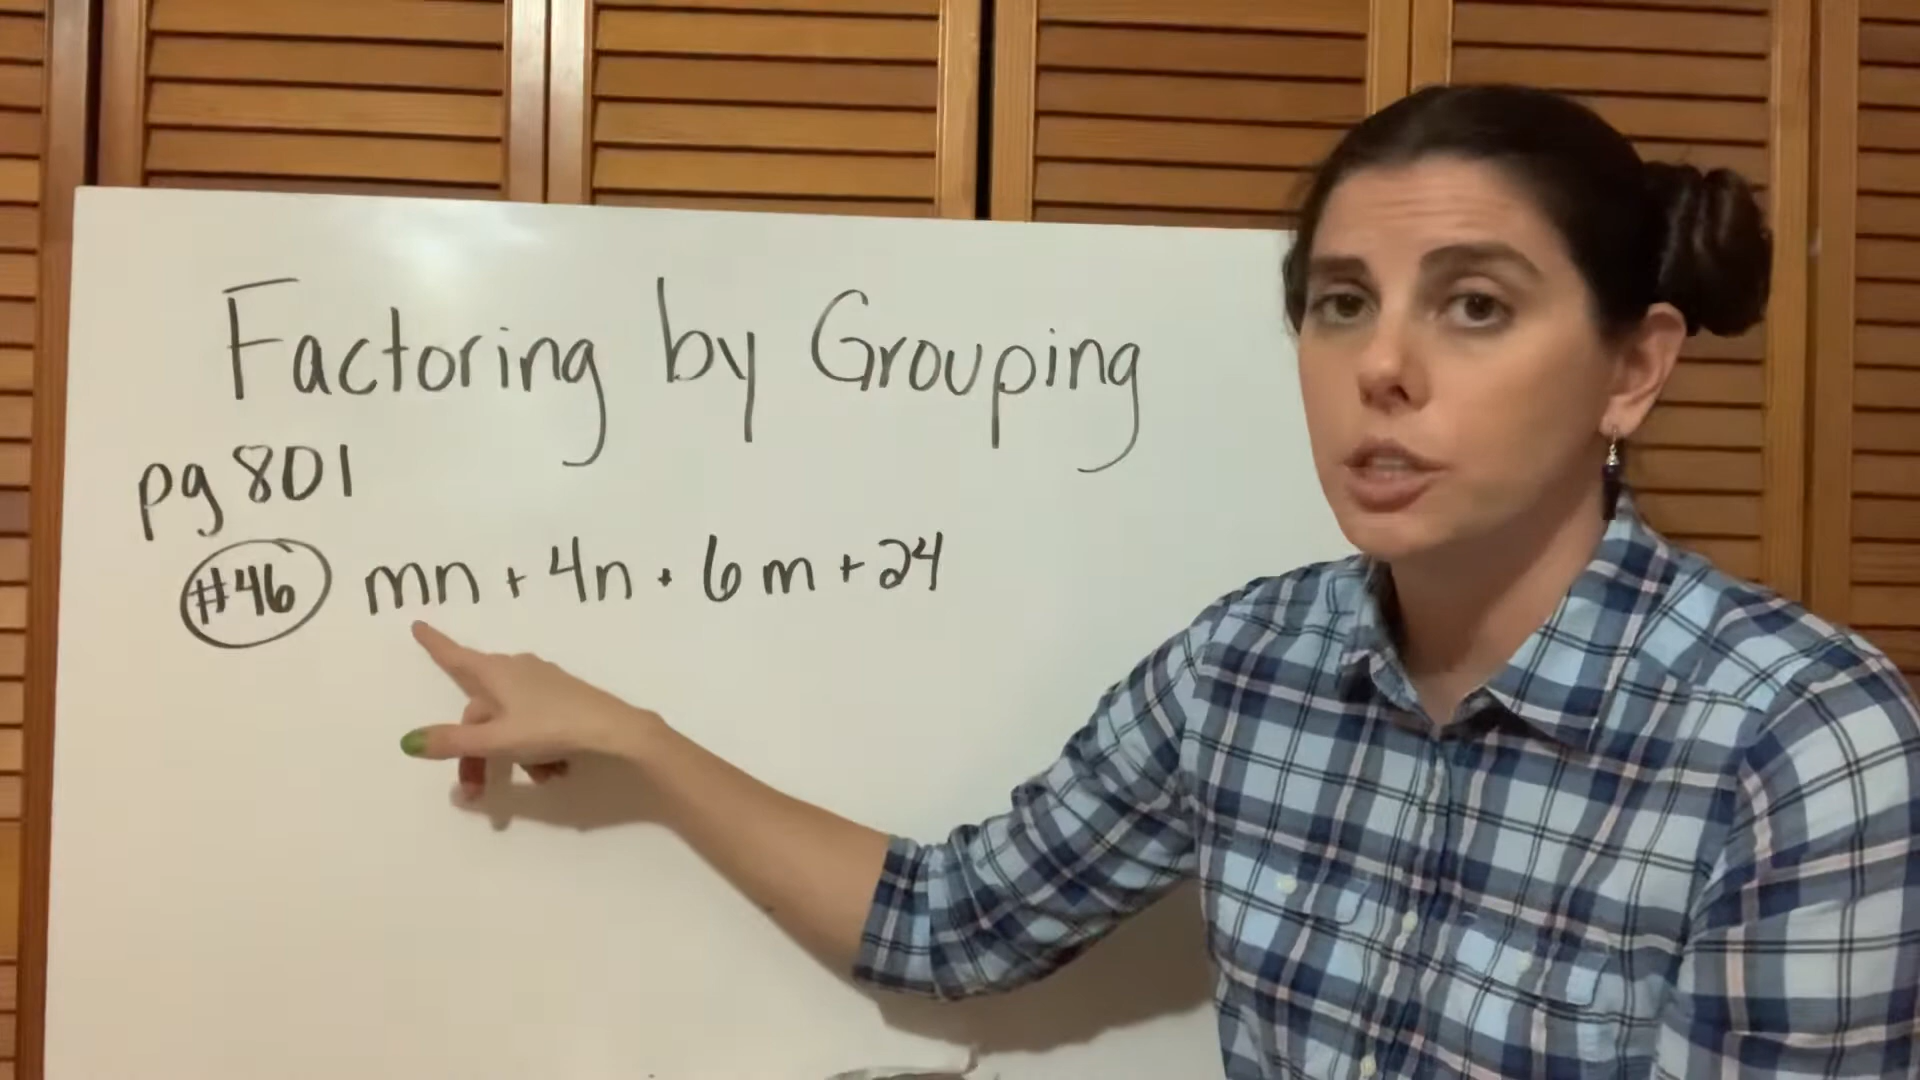 Factoring by Grouping
pg 801
#46 mn + 4n + 6m + 24